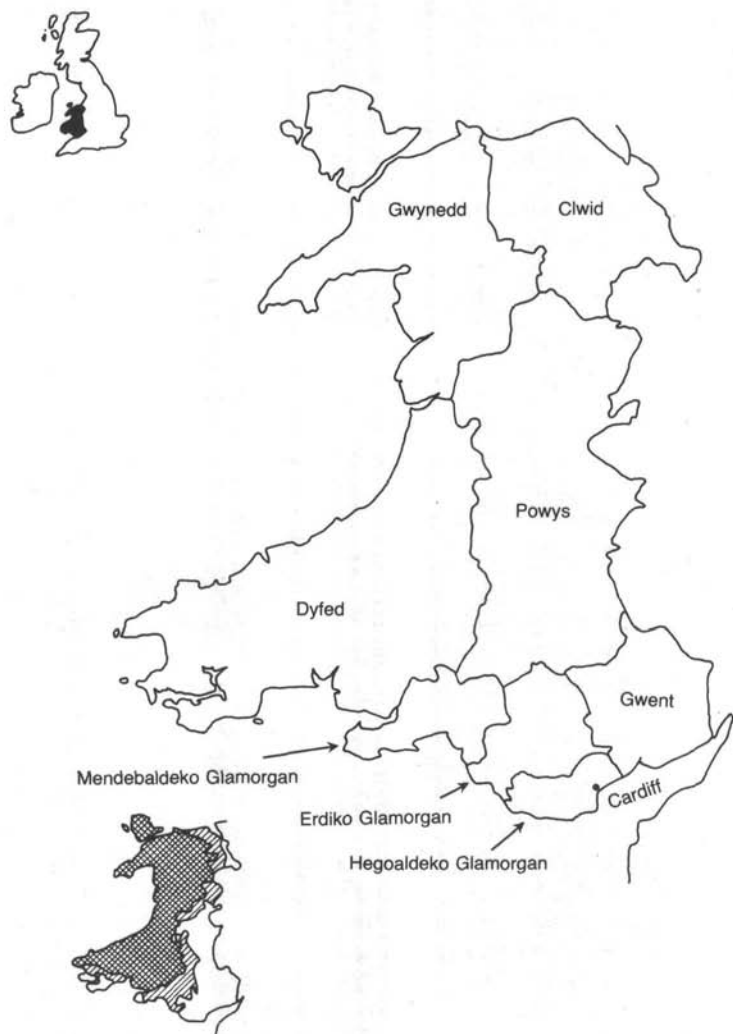 Gwynedd
Clwid
Powys
Dyfed
Gwent
Mendebaldeko Glamorgan
Cardiff
Erdiko Glamorgan
Hegoaldeko Glamorgan